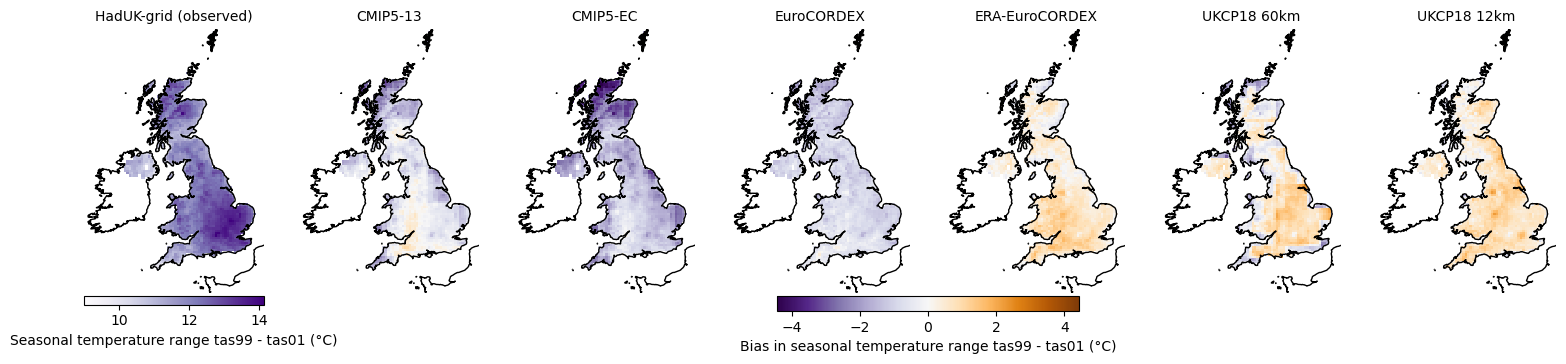 HadUK-grid (observed) CMIP5-13 CMIP5-EC EuroCORDEX ERA-EuroCORDEX UKCP18 60km UKCP18 12km
10 12 14
Seasonal temperature range tas99 - tas01 (°C)
−4 −2 0 2 4
Bias in seasonal temperature range tas99 - tas01 (°C)